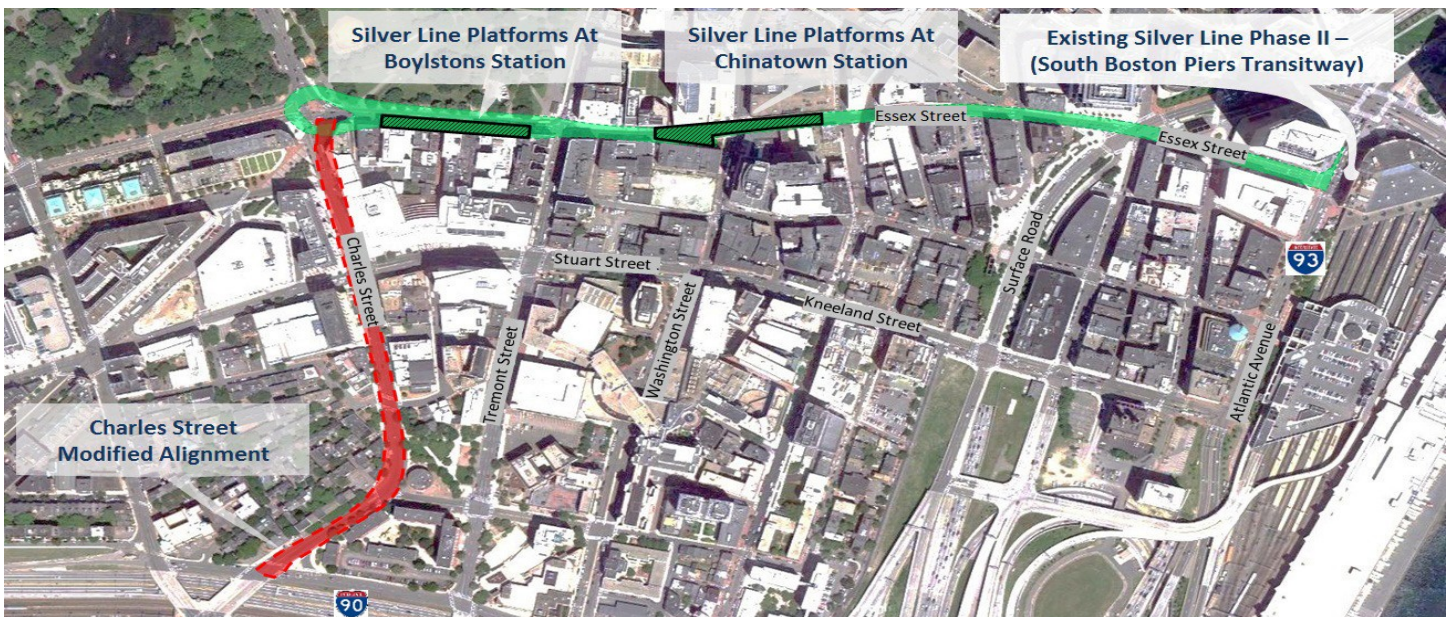 Silver Line Platforms At
Boylstons Station
Silver Line Platforms At
Chinatown Station
Existing Silver Line Phase II –
(South Boston Piers Transitway)
Essex Street
Essex Street
Charles Street
Stuart Street
Kneeland Street
Surface Road
93
Tremont Street
Washington Street
Atlantic Avenue
Charles Street
Modified Alignment
90